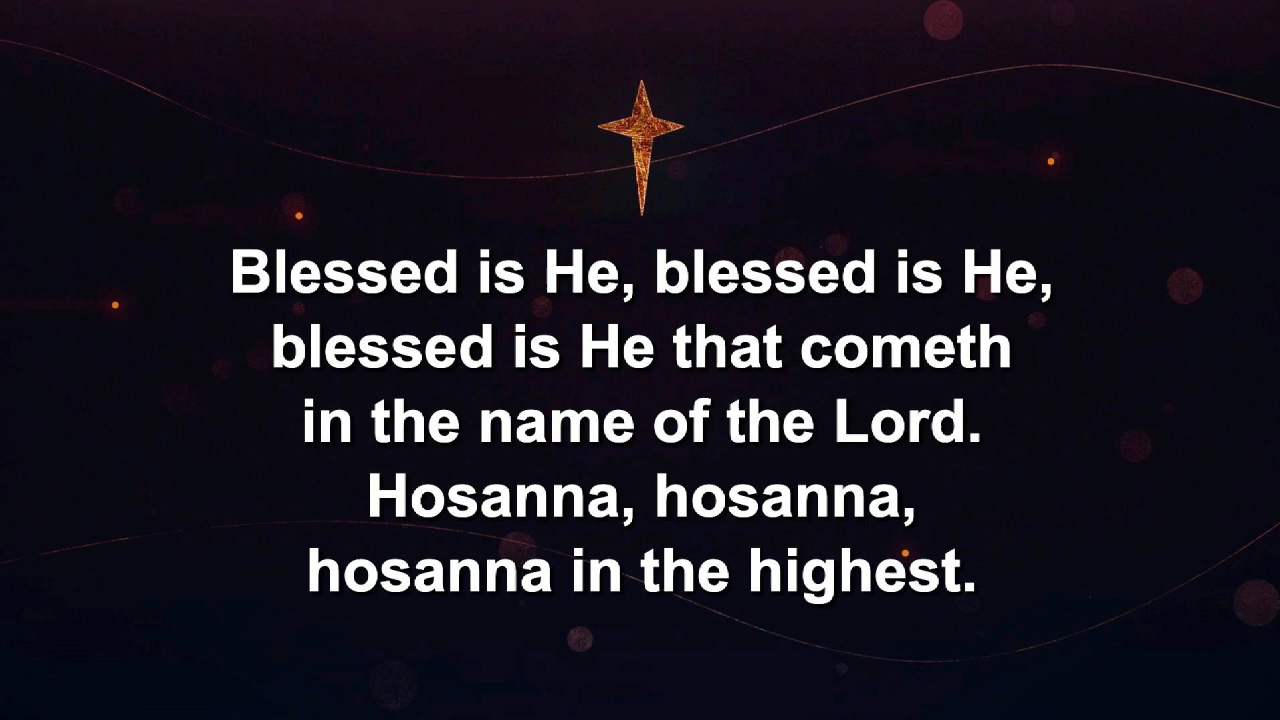 Blessed is He, blessed is He,
blessed is He that cometh
in the name of the Lord.
Hosanna, hosanna,
hosanna in the highest.